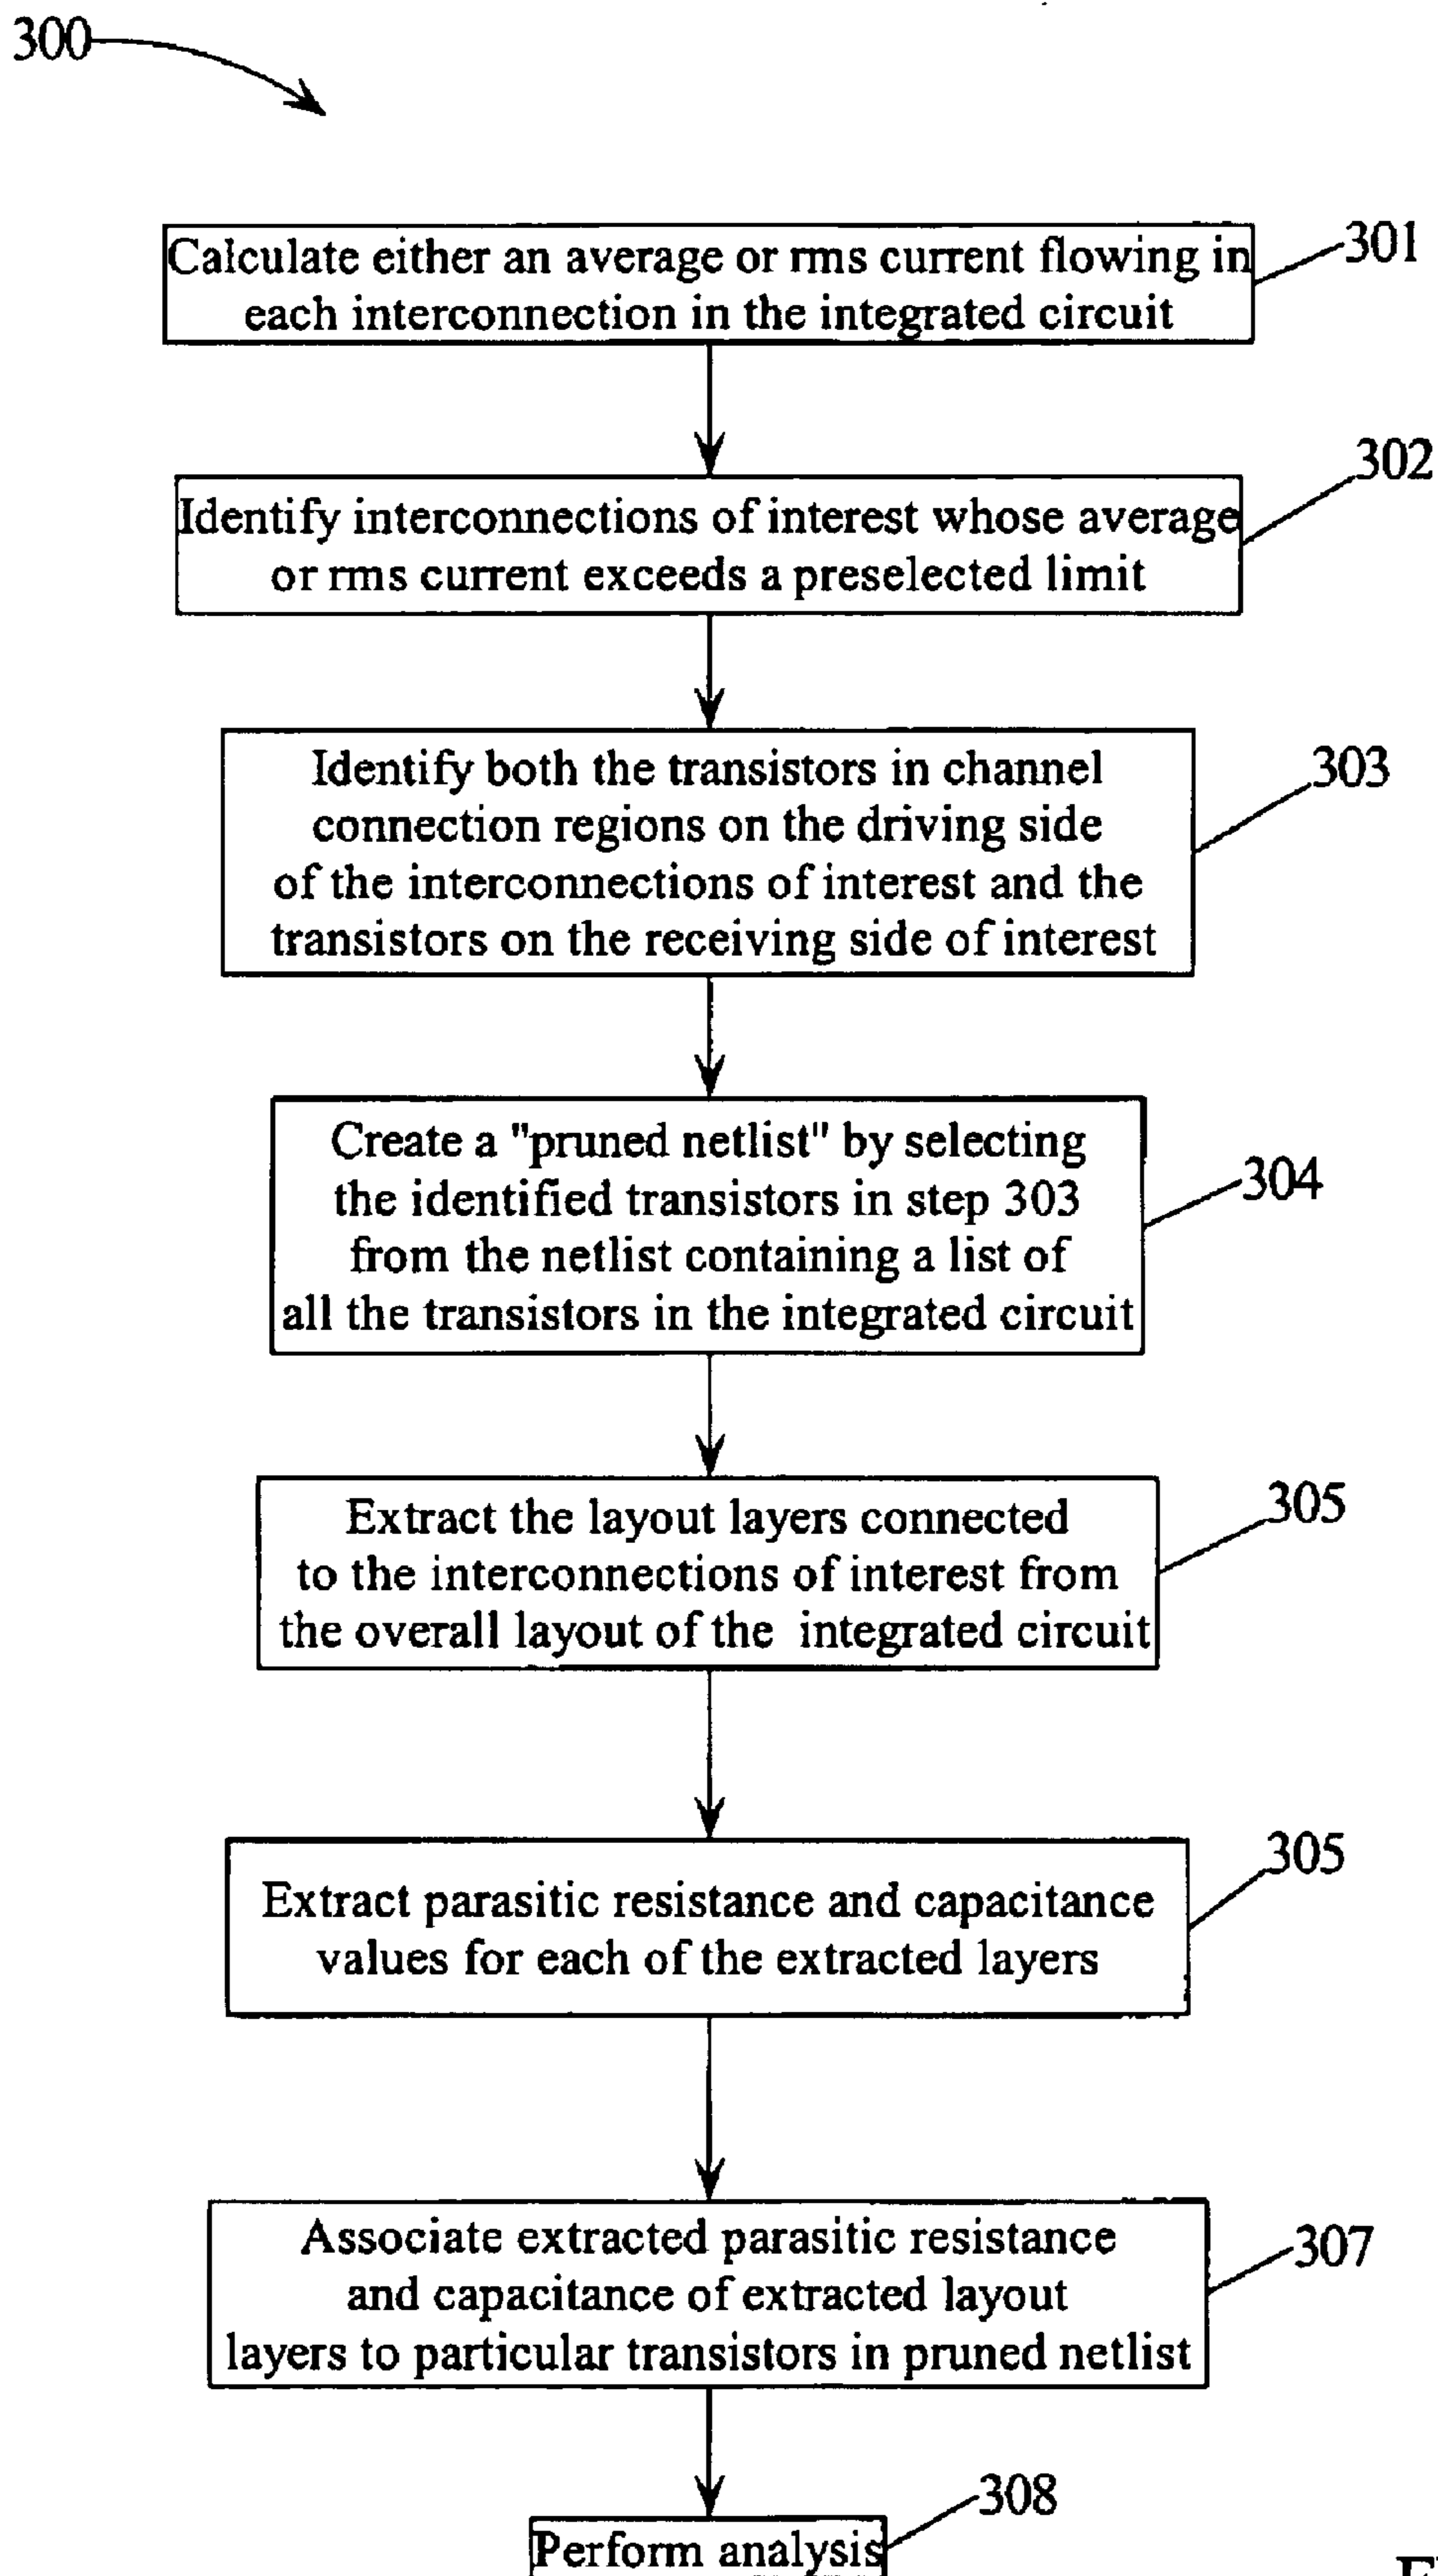 300
Calculate either an average or rms current flowing in
each interconnection in the integrated circuit
301
Identify interconnections of interest whose average
or rms current exceeds a preselected limit
302
Identify both the transistors in channel
connection regions on the driving side
of the interconnections of interest and the
transistors on the receiving side of interest
303
Create a "pruned netlist" by selecting
the identified transistors in step 303
from the netlist containing a list of
all the transistors in the integrated circuit
304
Extract the layout layers connected
to the interconnections of interest from
the overall layout of the integrated circuit
305
Extract parasitic resistance and capacitance
values for each of the extracted layers
305
Associate extracted parasitic resistance
and capacitance of extracted layout
layers to particular transistors in pruned netlist
307
308
Perform analysis